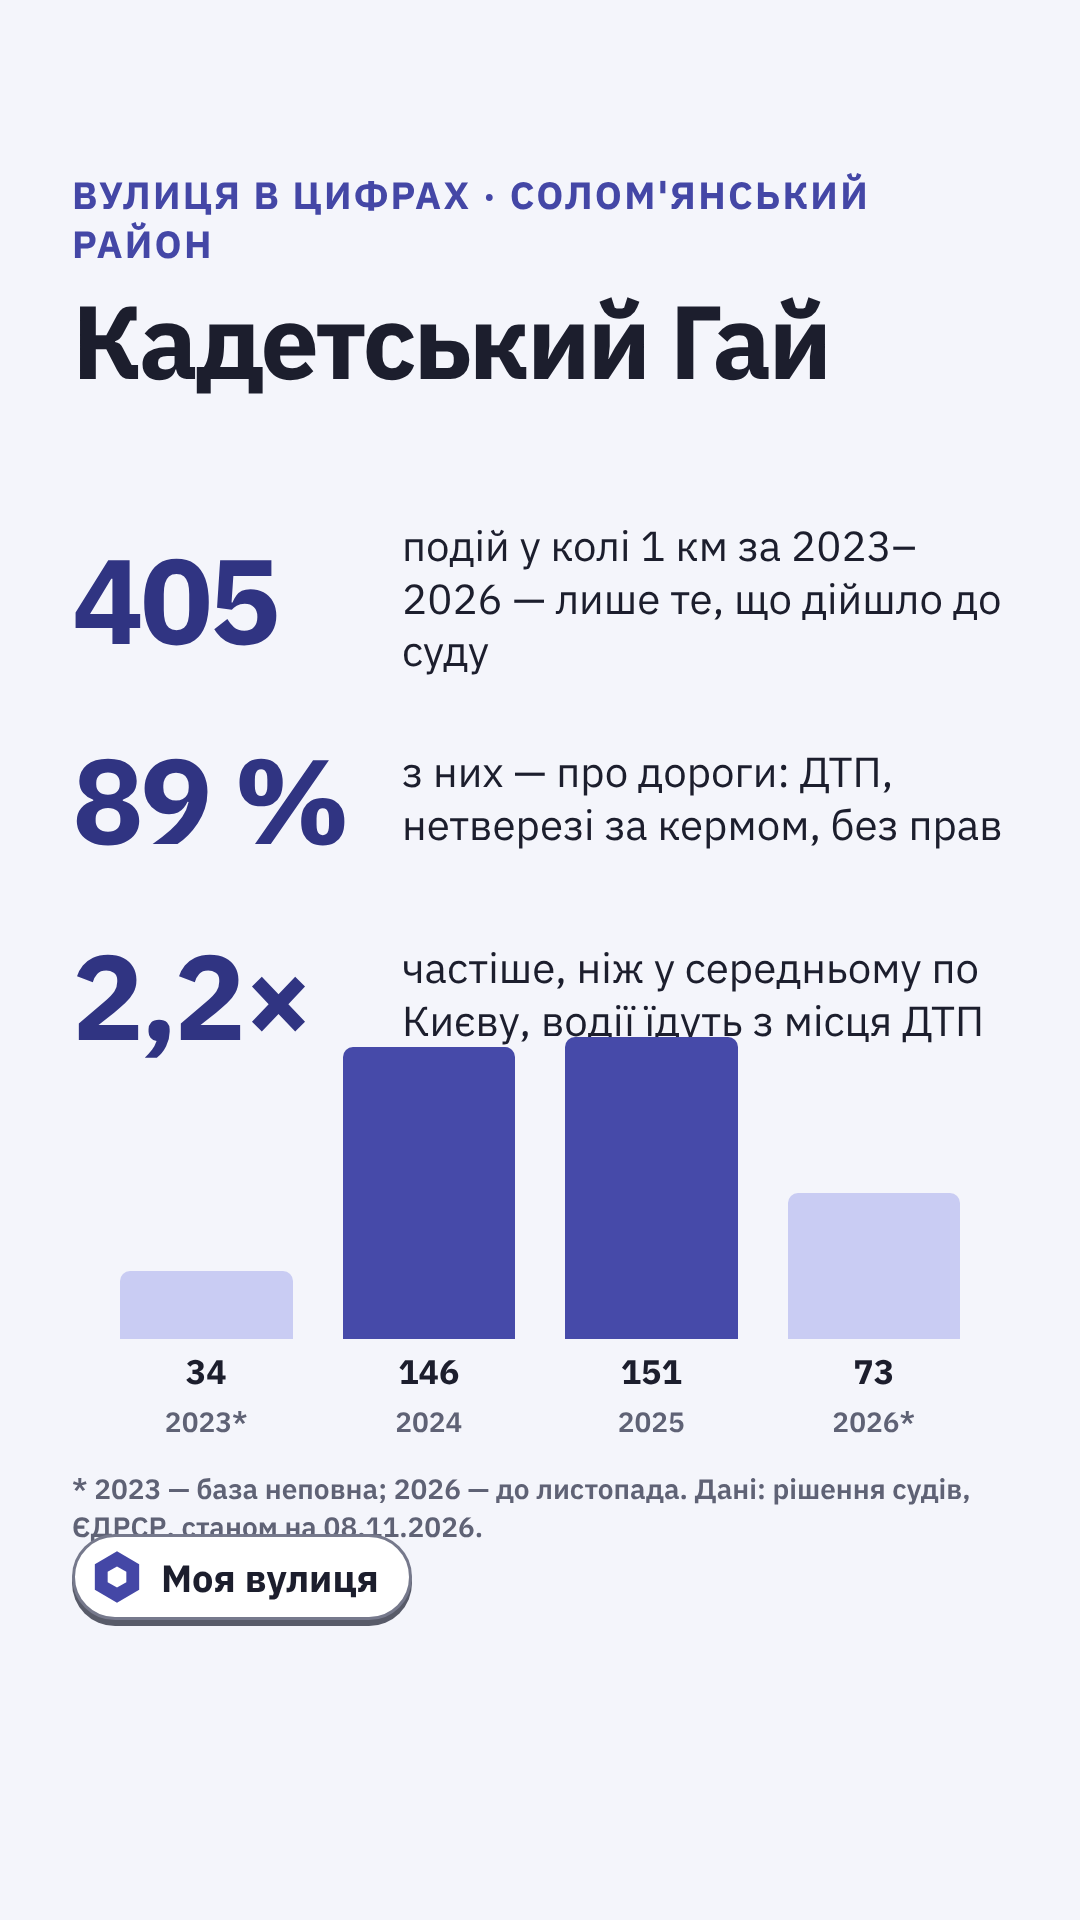 ВУЛИЦЯ В ЦИФРАХ · СОЛОМ'ЯНСЬКИЙ
РАЙОН
Кадетський Гай
405
подій у колі 1 км за 2023–
2026 — лише те, що дійшло до
суду
89 %
з них — про дороги: ДТП,
нетверезі за кермом, без прав
2,2×
частіше, ніж у середньому по
Києву, водії їдуть з місця ДТП
34
146
151
73
2023*
2024
2025
2026*
* 2023 — база неповна; 2026 — до листопада. Дані: рішення судів,
ЄДРСР, станом на 08.11.2026.
Моя вулиця